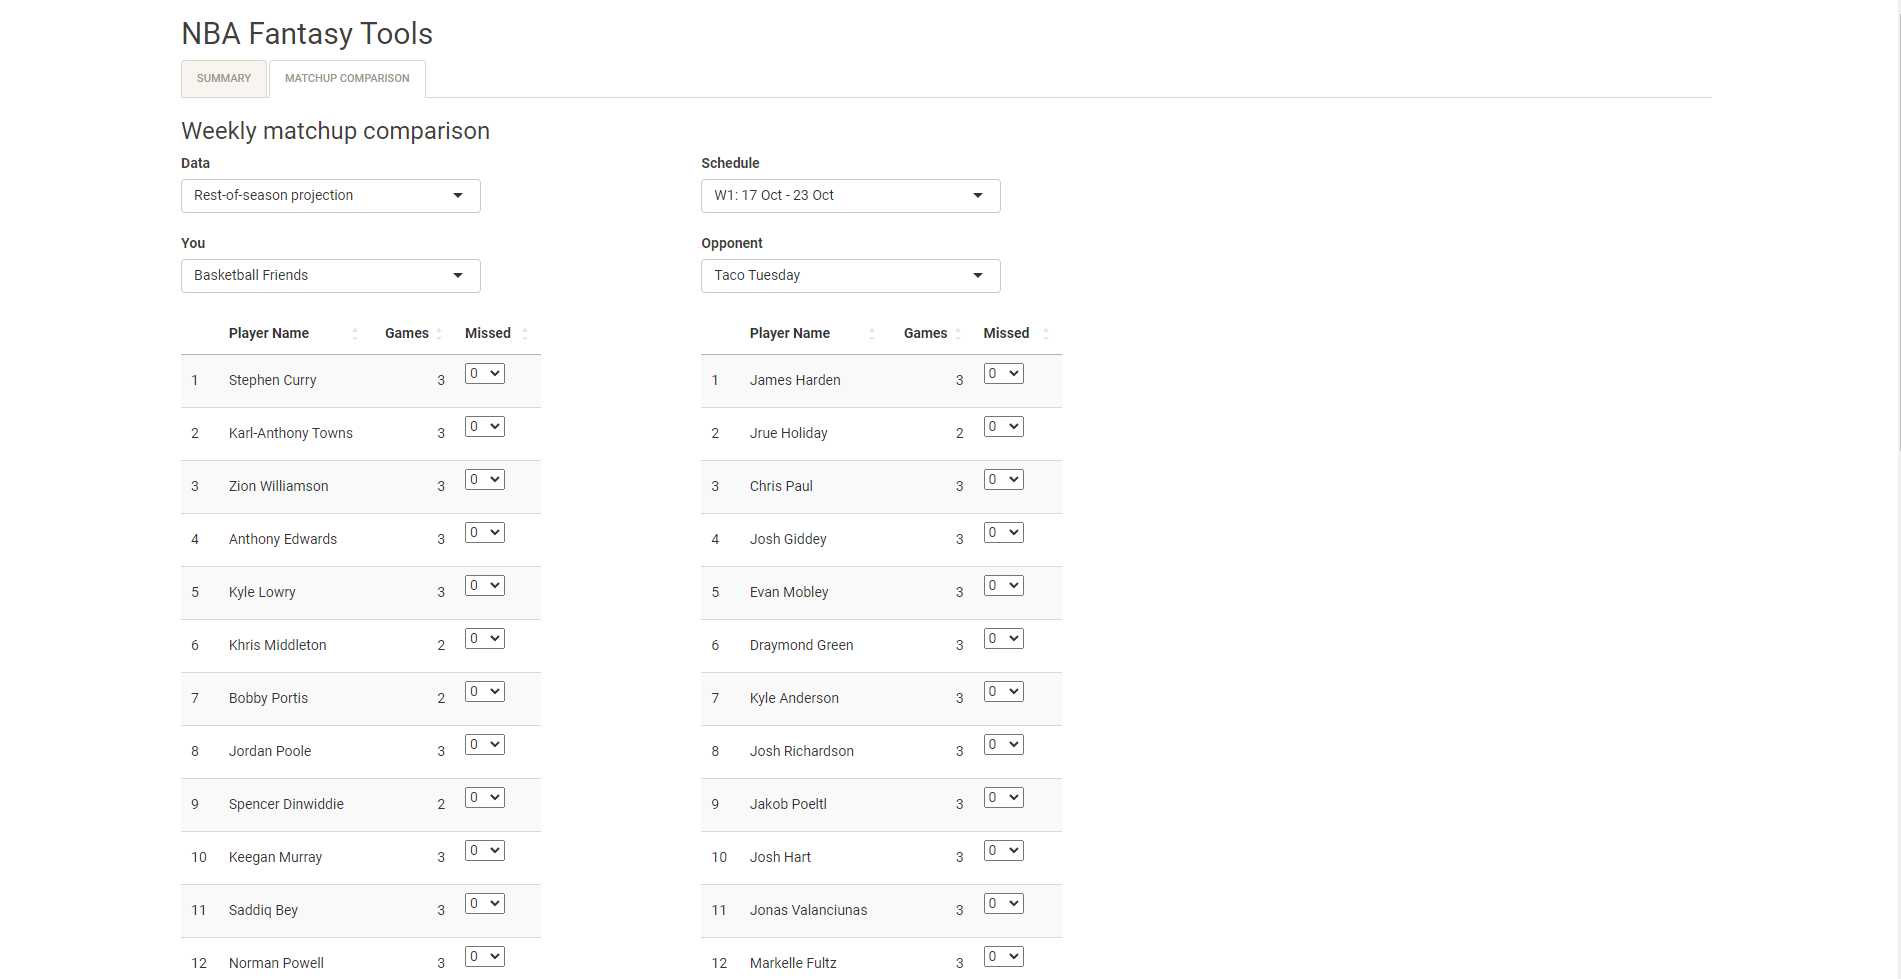 NBA Fantasy Tools
SUMMARY
MATCHUP COMPARISON
Weekly matchup comparison
Data
Rest-of-season projection
Schedule
W1: 17 Oct - 23 Oct
You
Basketball Friends
Opponent
Taco Tuesday
Player Name Games Missed
1 Stephen Curry 3 0
2 Karl-Anthony Towns 3 0
3 Zion Williamson 3 0
4 Anthony Edwards 3 0
5 Kyle Lowry 3 0
6 Khris Middleton 2 0
7 Bobby Portis 2 0
8 Jordan Poole 3 0
9 Spencer Dinwiddie 2 0
10 Keegan Murray 3 0
11 Saddiq Bey 3 0
12 Norman Powell 3 0
Player Name Games Missed
1 James Harden 3 0
2 Jrue Holiday 2 0
3 Chris Paul 3 0
4 Josh Giddey 3 0
5 Evan Mobley 3 0
6 Draymond Green 3 0
7 Kyle Anderson 3 0
8 Josh Richardson 3 0
9 Jakob Poeltl 3 0
10 Josh Hart 3 0
11 Jonas Valanciunas 3 0
12 Markelle Fultz 3 0